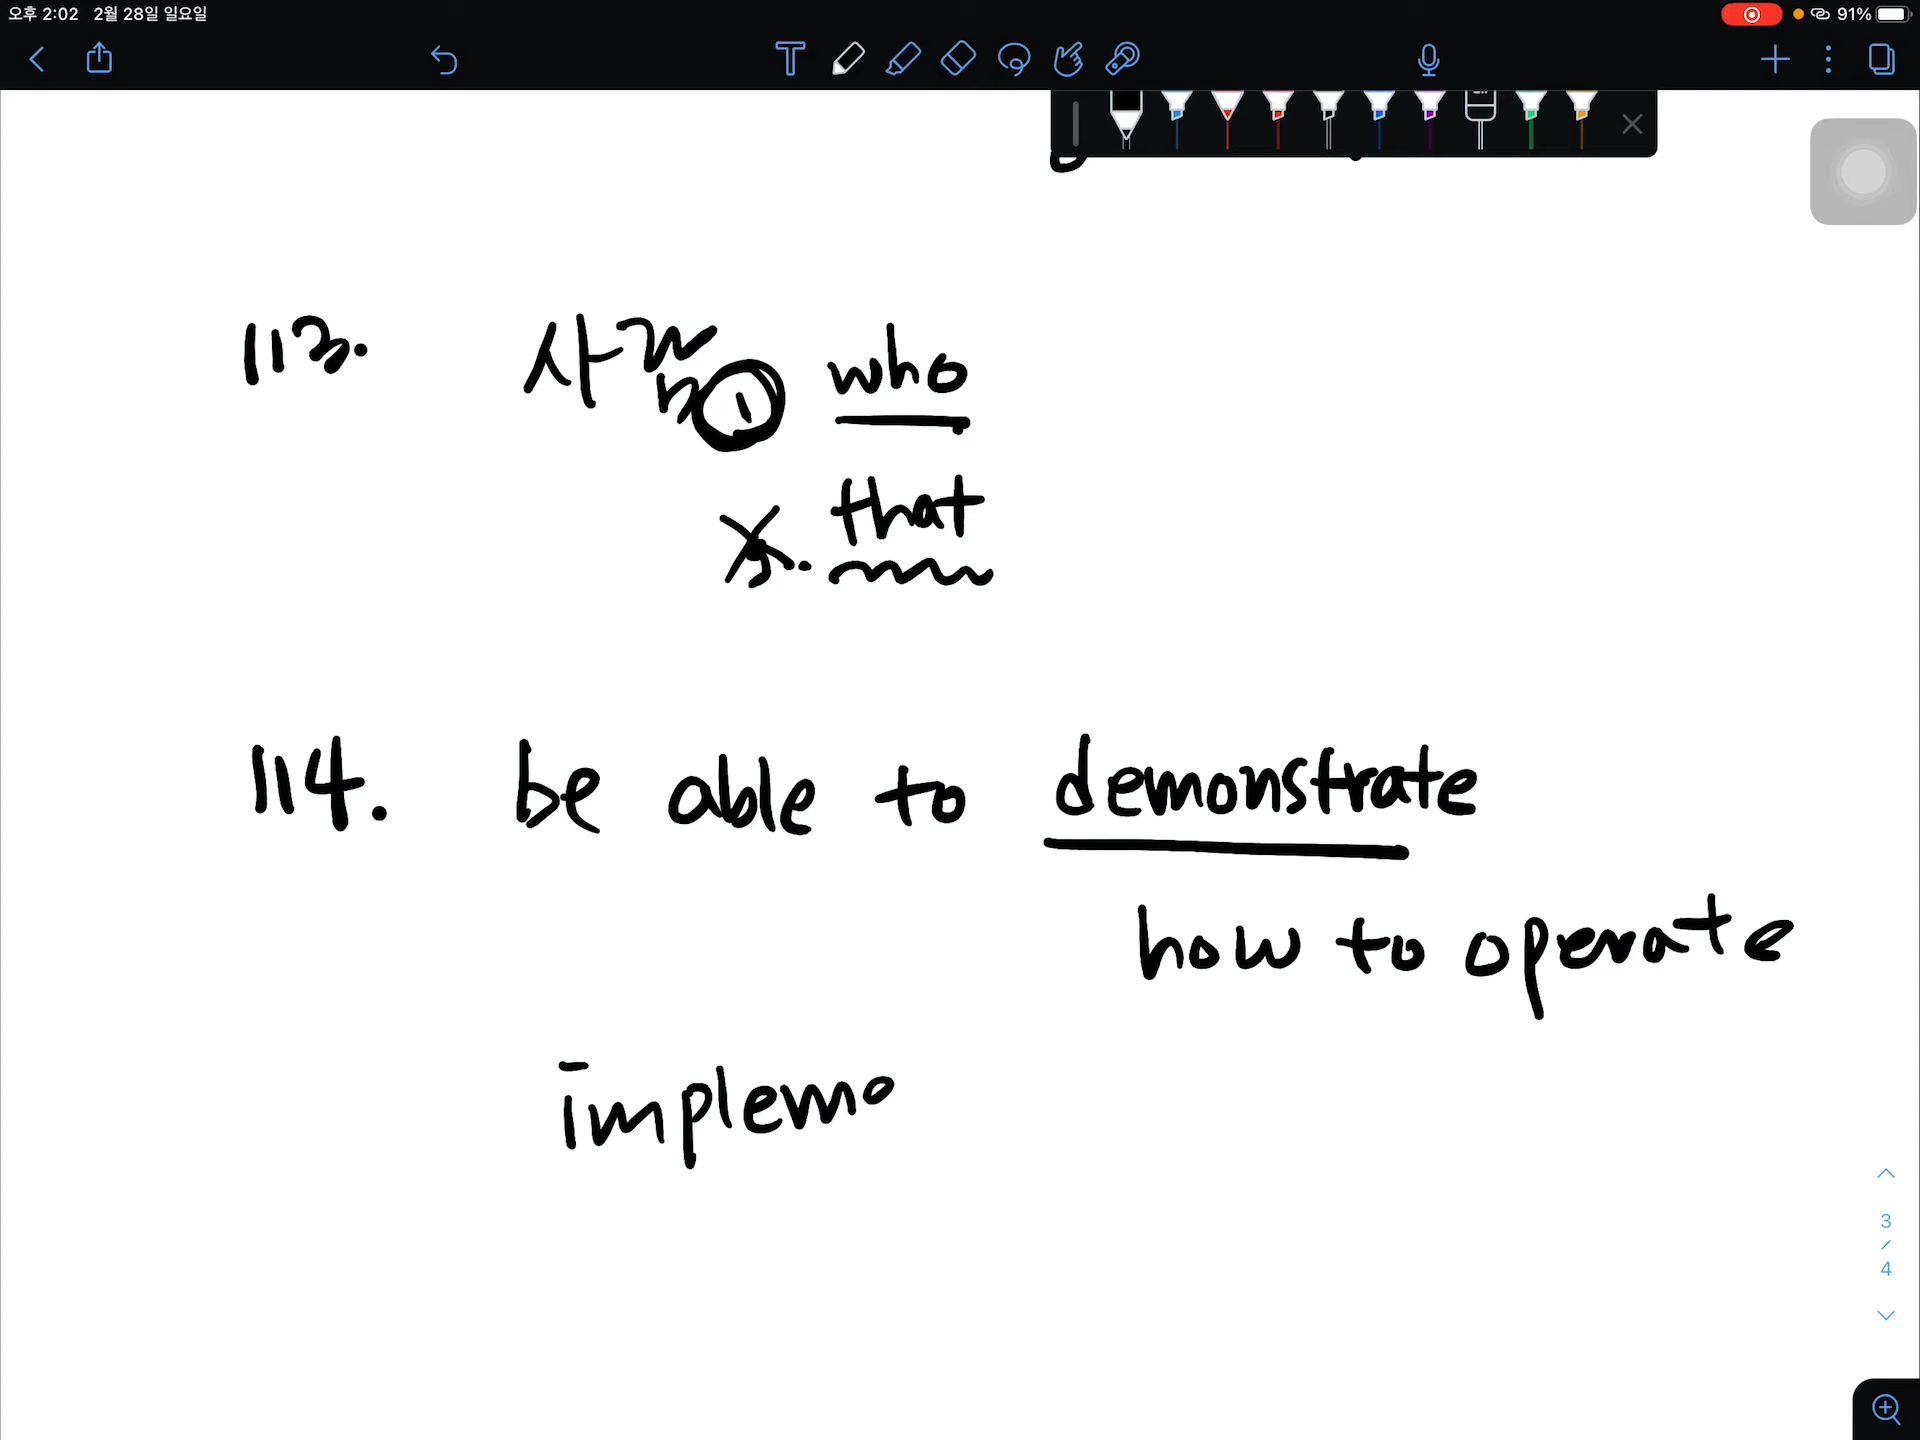 오후 2:02 2월 28일 일요일
91%
113. 사람 ① who
that
114. be able to demonstrate
how to operate
impleme
3
/
4